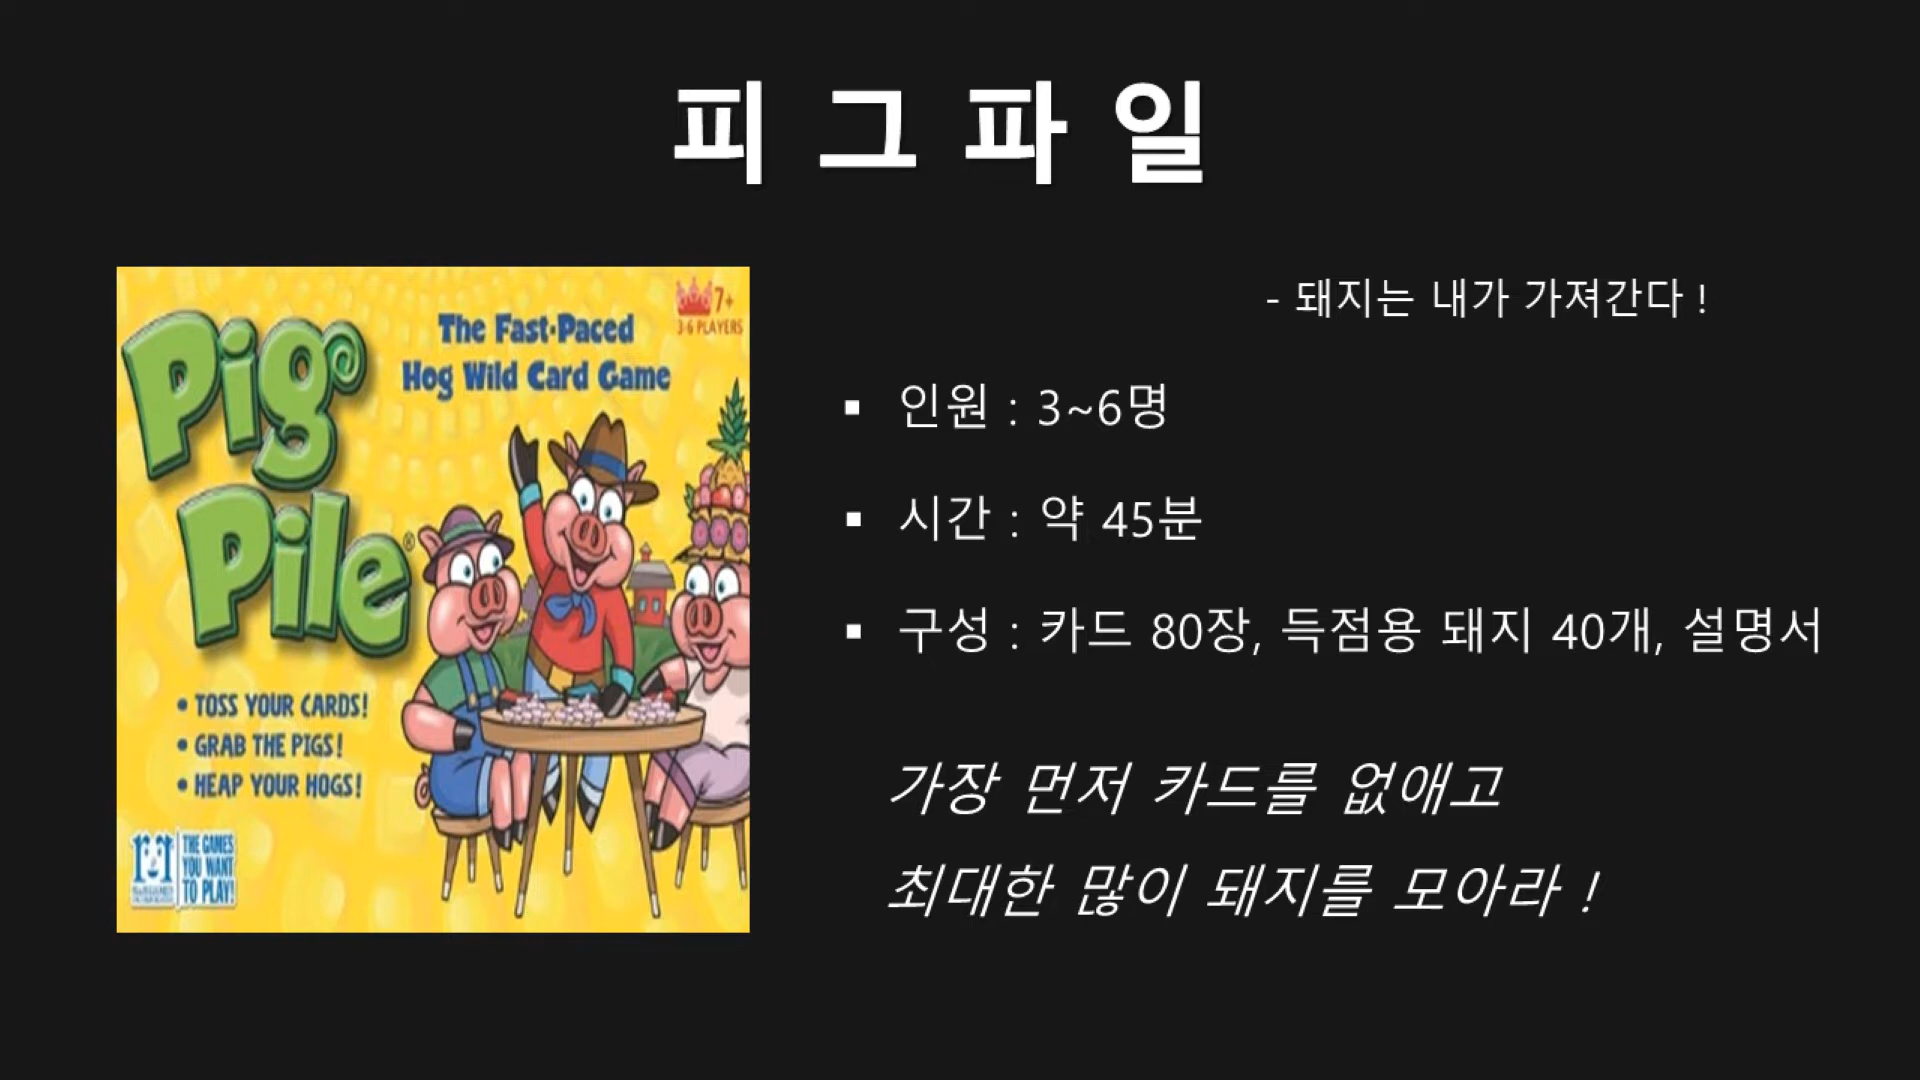 피그파일
- 돼지는 내가 가져간다 !
Pig
Pile®
The Fast-Paced
Hog Wild Card Game
7+
3-6 PLAYERS
• TOSS YOUR CARDS!
• GRAB THE PIGS!
• HEAP YOUR HOGS!
THE GAMES
YOU WANT
TO PLAY!
▪ 인원 : 3~6명
▪ 시간 : 약 45분
▪ 구성 : 카드 80장, 득점용 돼지 40개, 설명서
가장 먼저 카드를 없애고
최대한 많이 돼지를 모아라 !